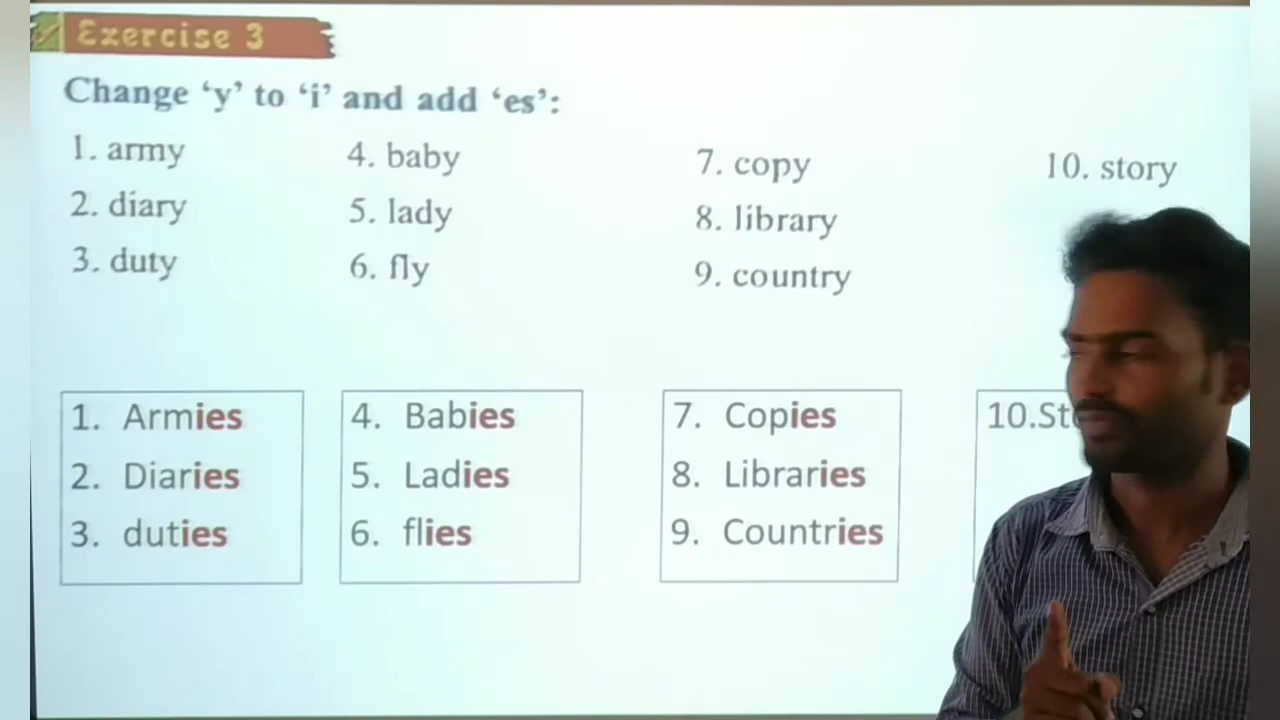 Exercise 3
Change ‘y’ to ‘i’ and add ‘es’:
1. army
2. diary
3. duty
4. baby
5. lady
6. fly
7. copy
8. library
9. country
10. story
1. Armies
2. Diaries
3. duties
4. Babies
5. Ladies
6. flies
7. Copies
8. Libraries
9. Countries
10.